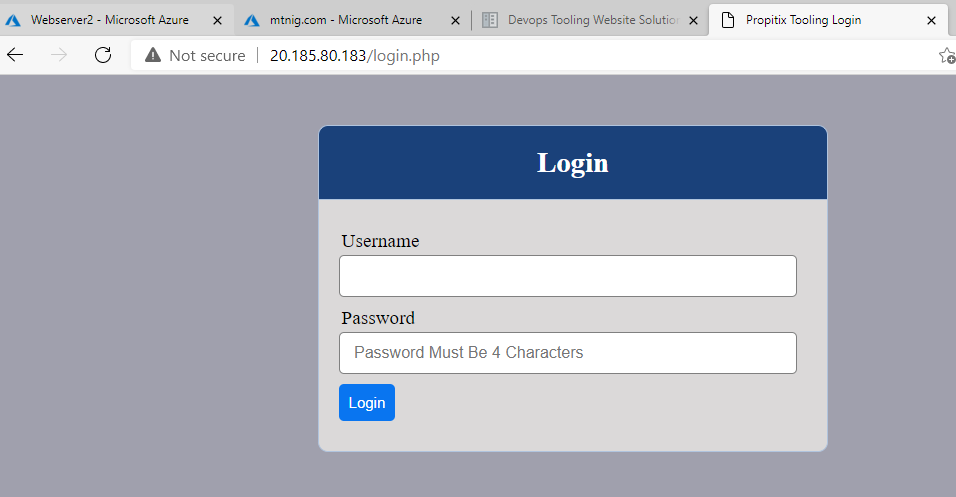 Webserver2 - Microsoft Azure
mtnig.com - Microsoft Azure
Devops Tooling Website Solution
Propitix Tooling Login
Not secure
20.185.80.183/login.php
Login
Username
Password
Password Must Be 4 Characters
Login